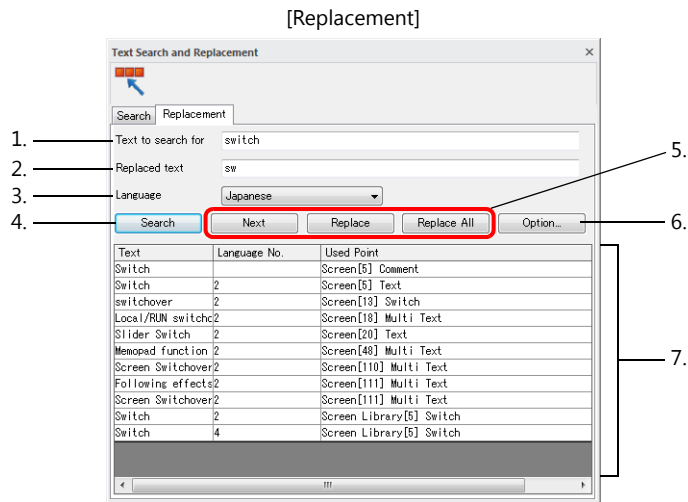 [Replacement]
Text Search and Replacement
Search Replacement
1. Text to search for switch
2. Replaced text sw
5.
3. Language Japanese
4. Search Next Replace Replace All Option... 6.
Text Language No. Used Point
Switch Screen[5] Comment
Switch 2 Screen[5] Text
switchover 2 Screen[13] Switch
Local/RUN switchc 2 Screen[18] Multi Text
Slider Switch 2 Screen[20] Text
Memopad function 2 Screen[48] Multi Text
7.
Screen Switchover 2 Screen[110] Multi Text
Following effects 2 Screen[111] Multi Text
Screen Switchover 2 Screen[111] Multi Text
Switch 2 Screen Library[5] Switch
Switch 4 Screen Library[5] Switch